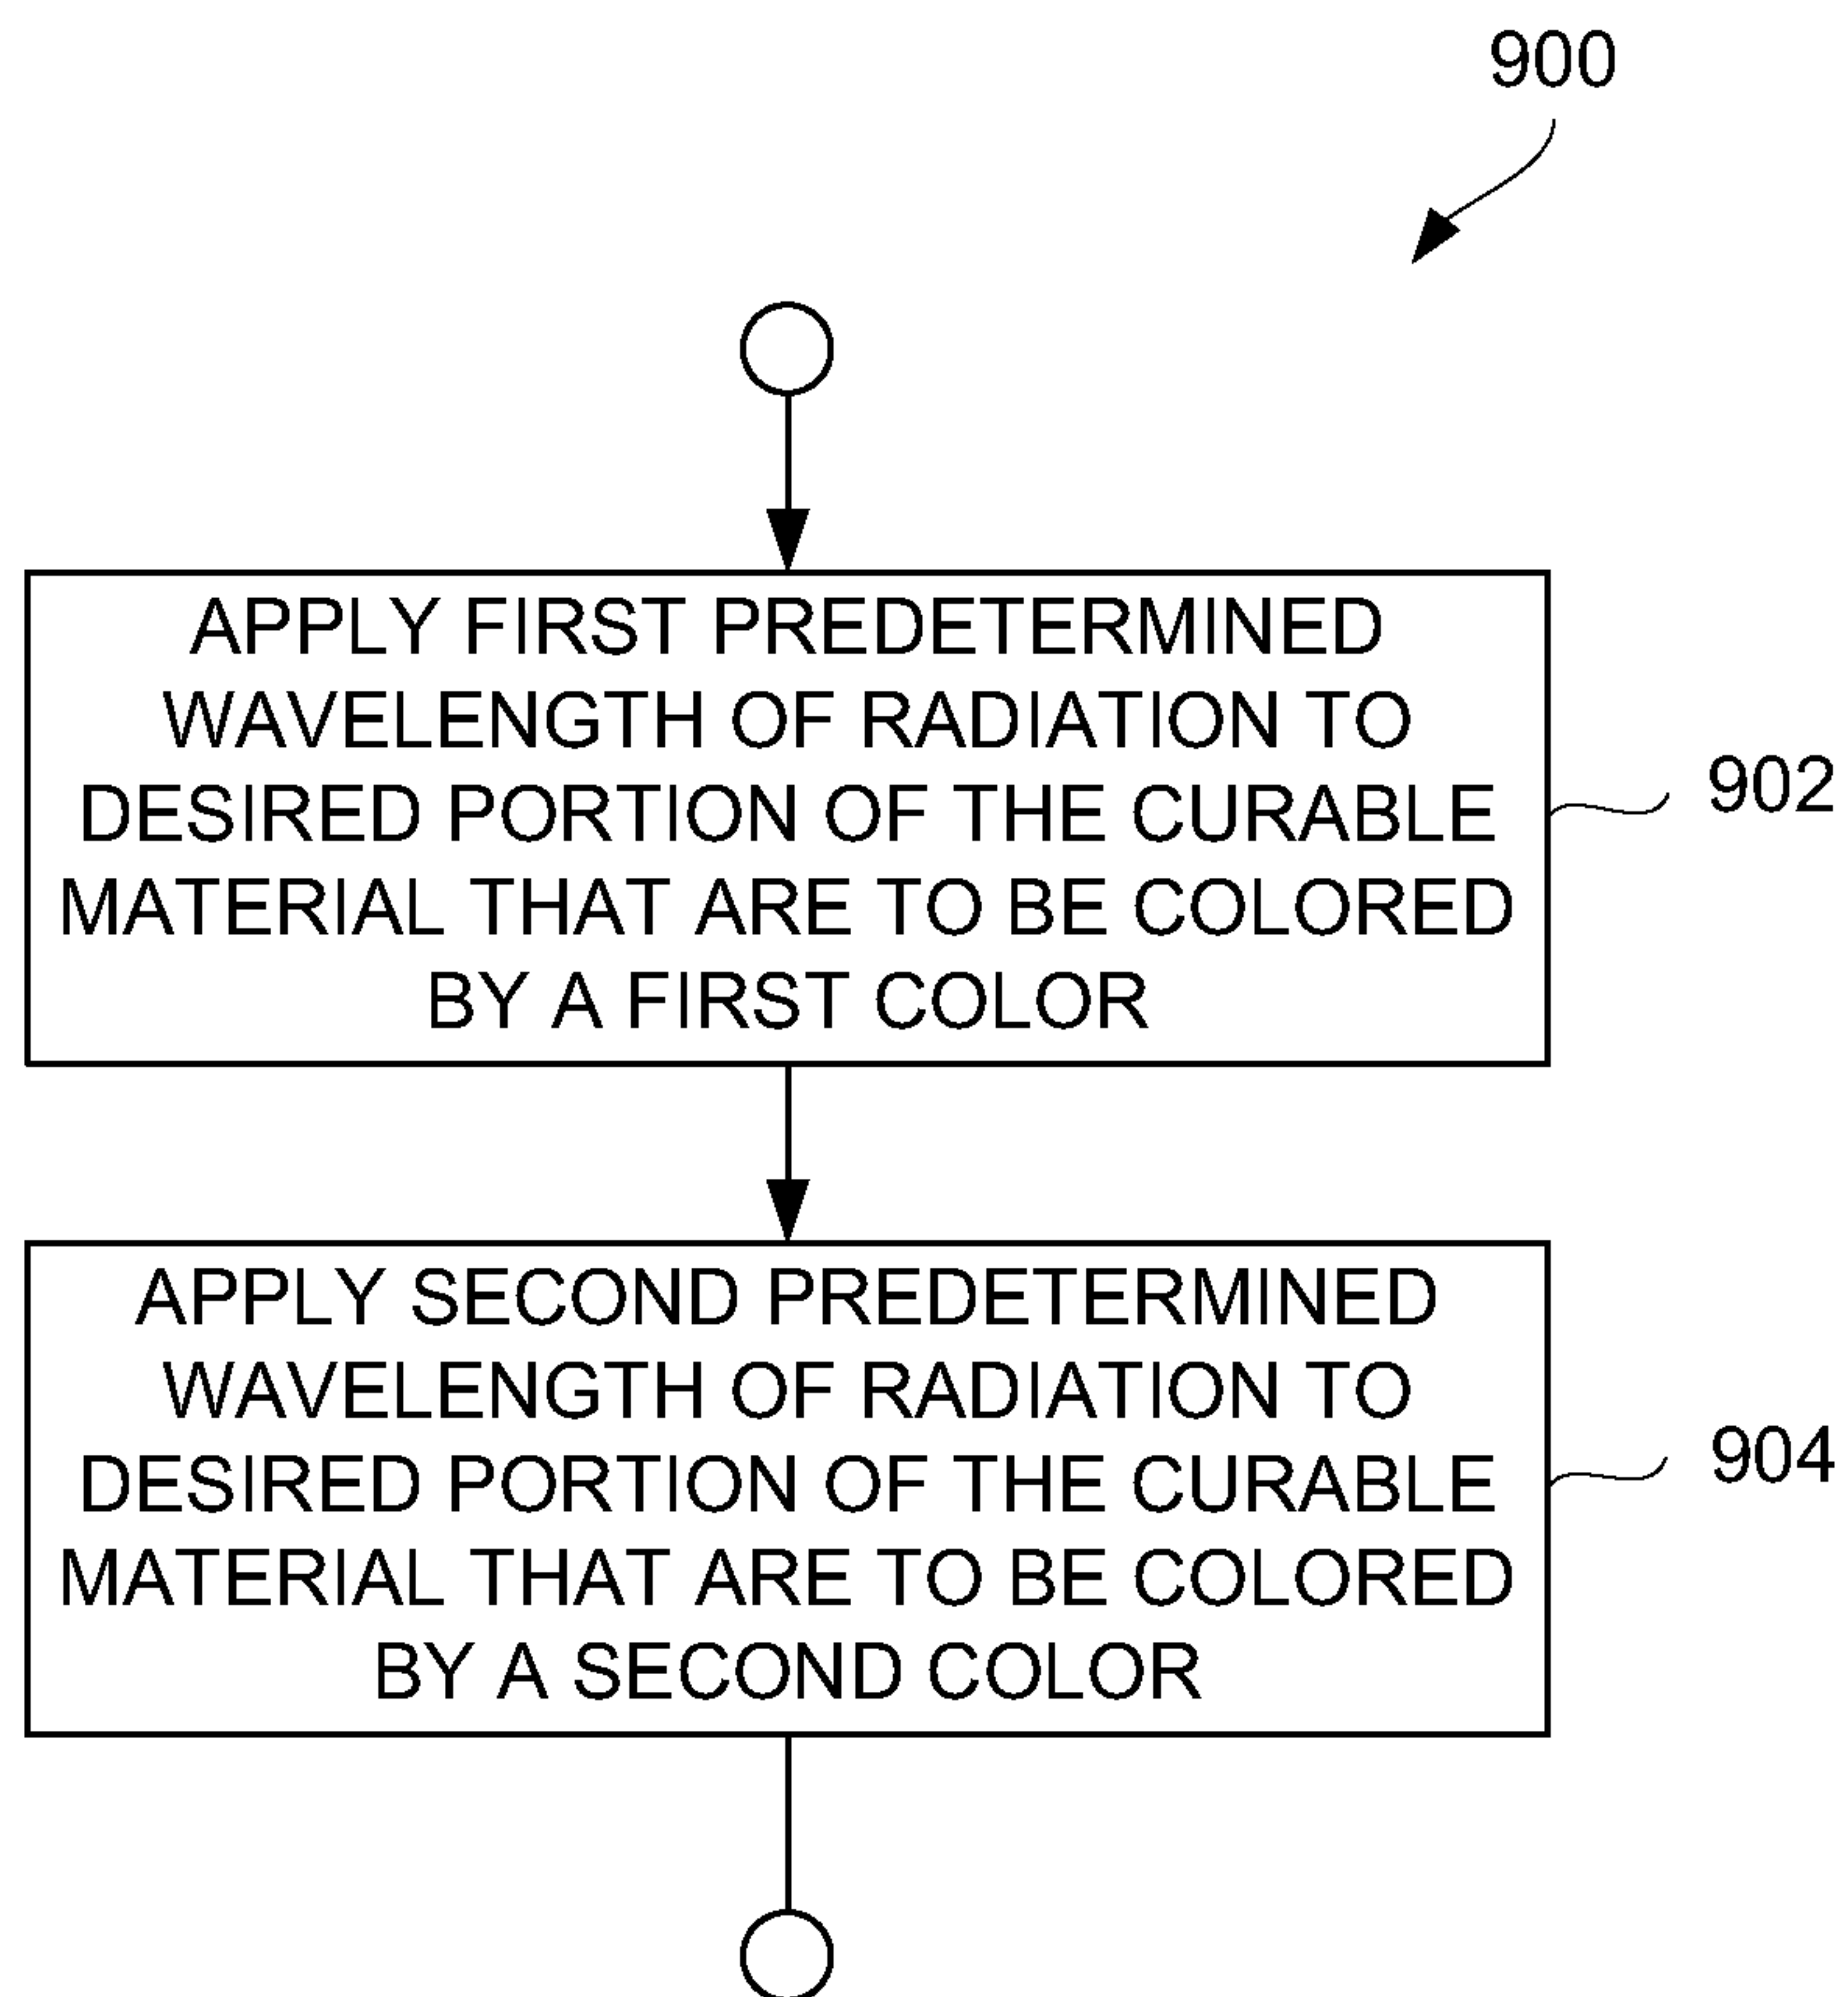 900
APPLY FIRST PREDETERMINED
WAVELENGTH OF RADIATION TO
DESIRED PORTION OF THE CURABLE
MATERIAL THAT ARE TO BE COLORED
BY A FIRST COLOR
902
APPLY SECOND PREDETERMINED
WAVELENGTH OF RADIATION TO
DESIRED PORTION OF THE CURABLE
MATERIAL THAT ARE TO BE COLORED
BY A SECOND COLOR
904